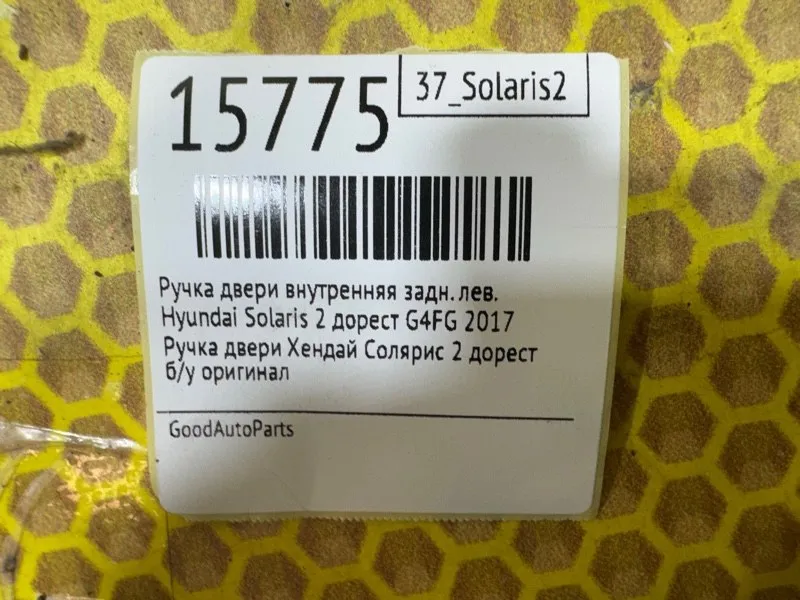 15775
37_Solaris2
Ручка двери внутренняя задн. лев.
Hyundai Solaris 2 дорест G4FG 2017
Ручка двери Хендай Солярис 2 дорест
б/у оригинал
GoodAutoParts